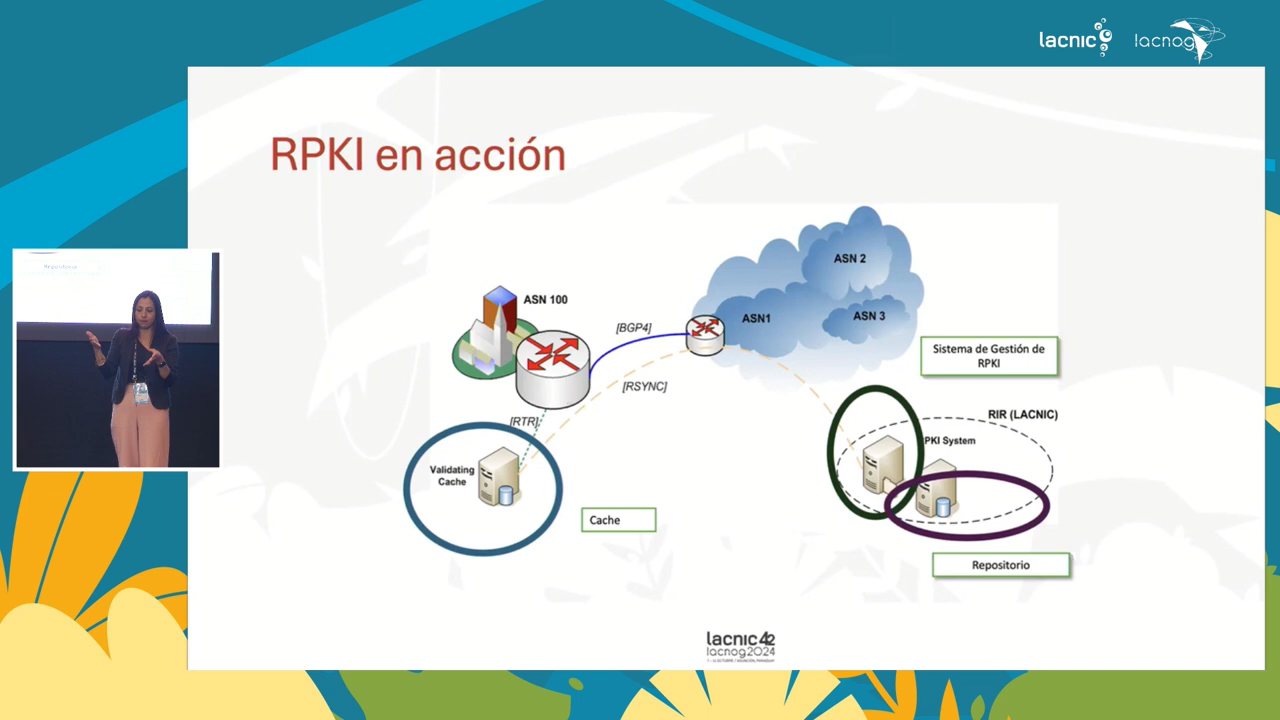 lacnic
lacnog
RPKI en acción
ASN 100
[BGP4]
[RSYNC]
[RTR]
ASN 2
ASN1
ASN 3
Sistema de Gestión de
RPKI
RIR (LACNIC)
PKI System
Validating
Cache
Cache
Repositorio
lacnic42
lacnog2024